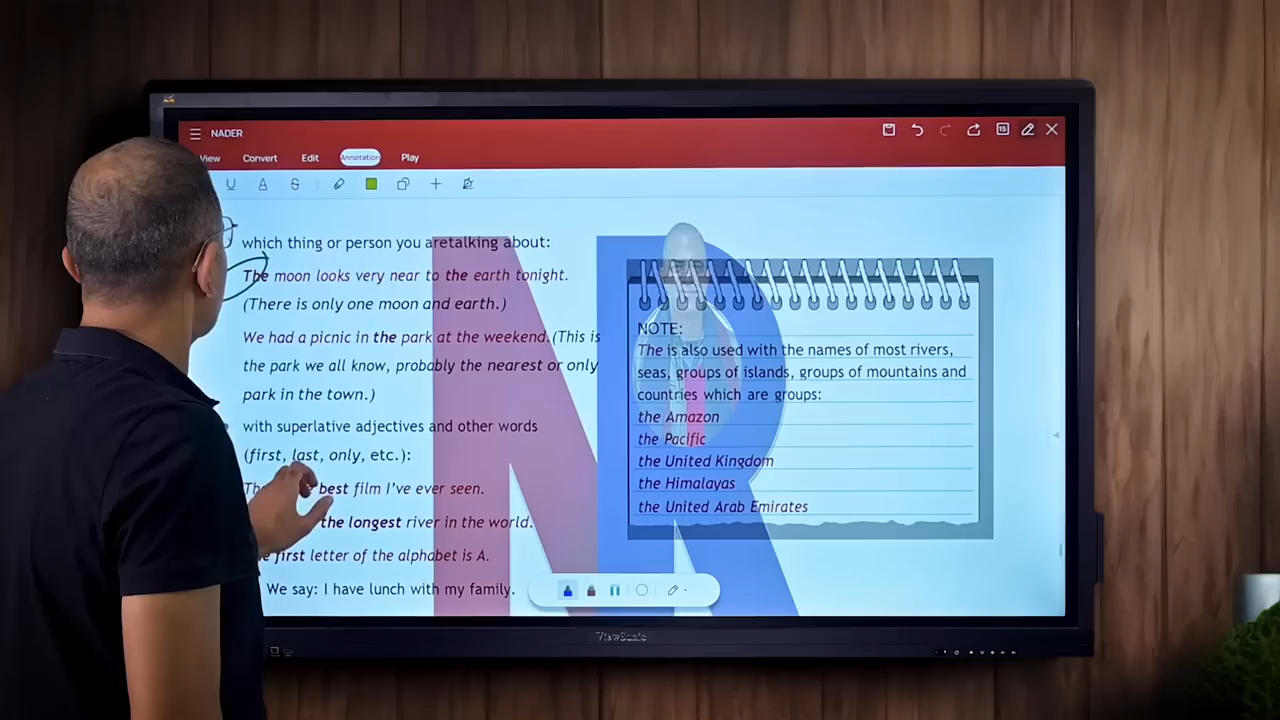 NADER
View Convert Edit Annotation Play
which thing or person you aretalking about:
The moon looks very near to the earth tonight.
(There is only one moon and earth.)
We had a picnic in the park at the weekend.(This is
the park we all know, probably the nearest or only
park in the town.)
with superlative adjectives and other words
(first, last, only, etc.):
best film I've ever seen.
the longest river in the world.
first letter of the alphabet is A.
We say: I have lunch with my family.
NOTE:
The is also used with the names of most rivers,
seas, groups of islands, groups of mountains and
countries which are groups:
the Amazon
the Pacific
the United Kingdom
the Himalayas
the United Arab Emirates
NR
ViewSonic